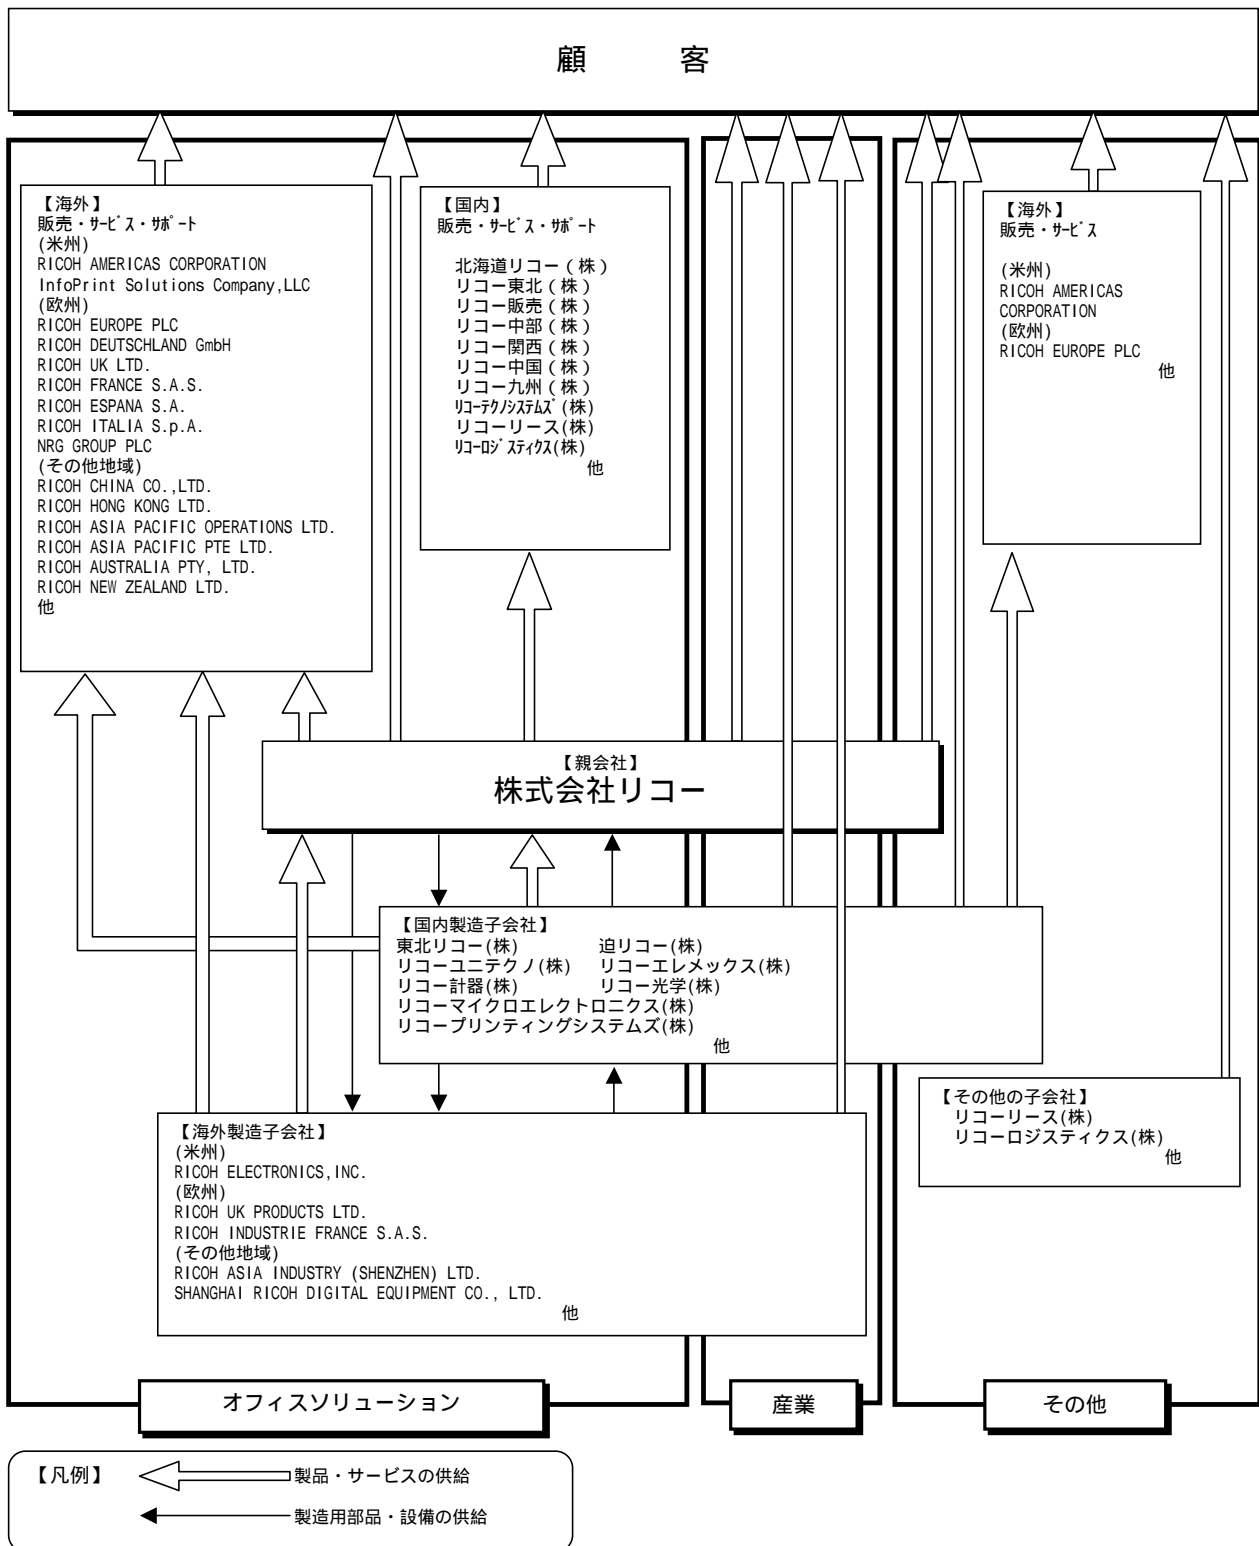 顧 客
【海外】
販売・ｻｰﾋﾞｽ・ｻﾎﾟｰﾄ
(米州)
RICOH AMERICAS CORPORATION
InfoPrint Solutions Company,LLC
(欧州)
RICOH EUROPE PLC
RICOH DEUTSCHLAND GmbH
RICOH UK LTD.
RICOH FRANCE S.A.S.
RICOH ESPANA S.A.
RICOH ITALIA S.p.A.
NRG GROUP PLC
(その他地域)
RICOH CHINA CO.,LTD.
RICOH HONG KONG LTD.
RICOH ASIA PACIFIC OPERATIONS LTD.
RICOH ASIA PACIFIC PTE LTD.
RICOH AUSTRALIA PTY, LTD.
RICOH NEW ZEALAND LTD.
他
【国内】
販売・ｻｰﾋﾞｽ・ｻﾎﾟｰﾄ
北海道リコー（株）
リコー東北（株）
リコー販売（株）
リコー中部（株）
リコー関西（株）
リコー中国（株）
リコー九州（株）
ﾘｺｰﾃｸﾉｼｽﾃﾑｽﾞ(株)
リコーリース(株)
ﾘｺｰﾛｼﾞｽﾃｨｸｽ(株)
他
【海外】
販売・ｻｰﾋﾞｽ
(米州)
RICOH AMERICAS
CORPORATION
(欧州)
RICOH EUROPE PLC
他
【親会社】
株式会社リコー
【国内製造子会社】
東北リコー(株) 迫リコー(株)
リコーユニテクノ(株) リコーエレメックス(株)
リコー計器(株) リコー光学(株)
リコーマイクロエレクトロニクス(株)
リコープリンティングシステムズ(株)
他
【その他の子会社】
リコーリース(株)
リコーロジスティクス(株)
他
【海外製造子会社】
(米州)
RICOH ELECTRONICS,INC.
(欧州)
RICOH UK PRODUCTS LTD.
RICOH INDUSTRIE FRANCE S.A.S.
(その他地域)
RICOH ASIA INDUSTRY (SHENZHEN) LTD.
SHANGHAI RICOH DIGITAL EQUIPMENT CO., LTD.
他
オフィスソリューション
産業
その他
【凡例】 製品・サービスの供給
製造用部品・設備の供給